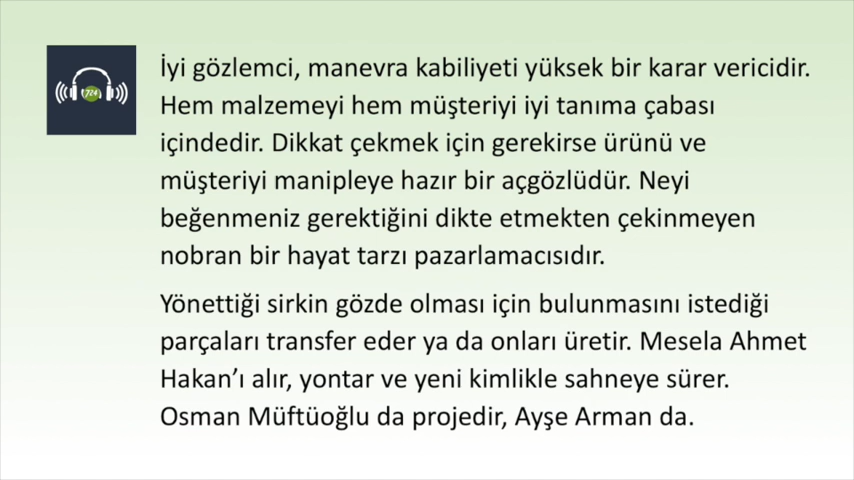 7/24
İyi gözlemci, manevra kabiliyeti yüksek bir karar vericidir.
Hem malzemeyi hem müşteriyi iyi tanıma çabası
içindedir. Dikkat çekmek için gerekirse ürünü ve
müşteriyi manipleye hazır bir açgözlüdür. Neyi
beğenmeniz gerektiğini dikte etmekten çekinmeyen
nobran bir hayat tarzı pazarlamacısıdır.
Yönettiği sirkin gözde olması için bulunmasını istediği
parçaları transfer eder ya da onları üretir. Mesela Ahmet
Hakan’ı alır, yontar ve yeni kimlikle sahneye sürer.
Osman Müftüoğlu da projedir, Ayşe Arman da.